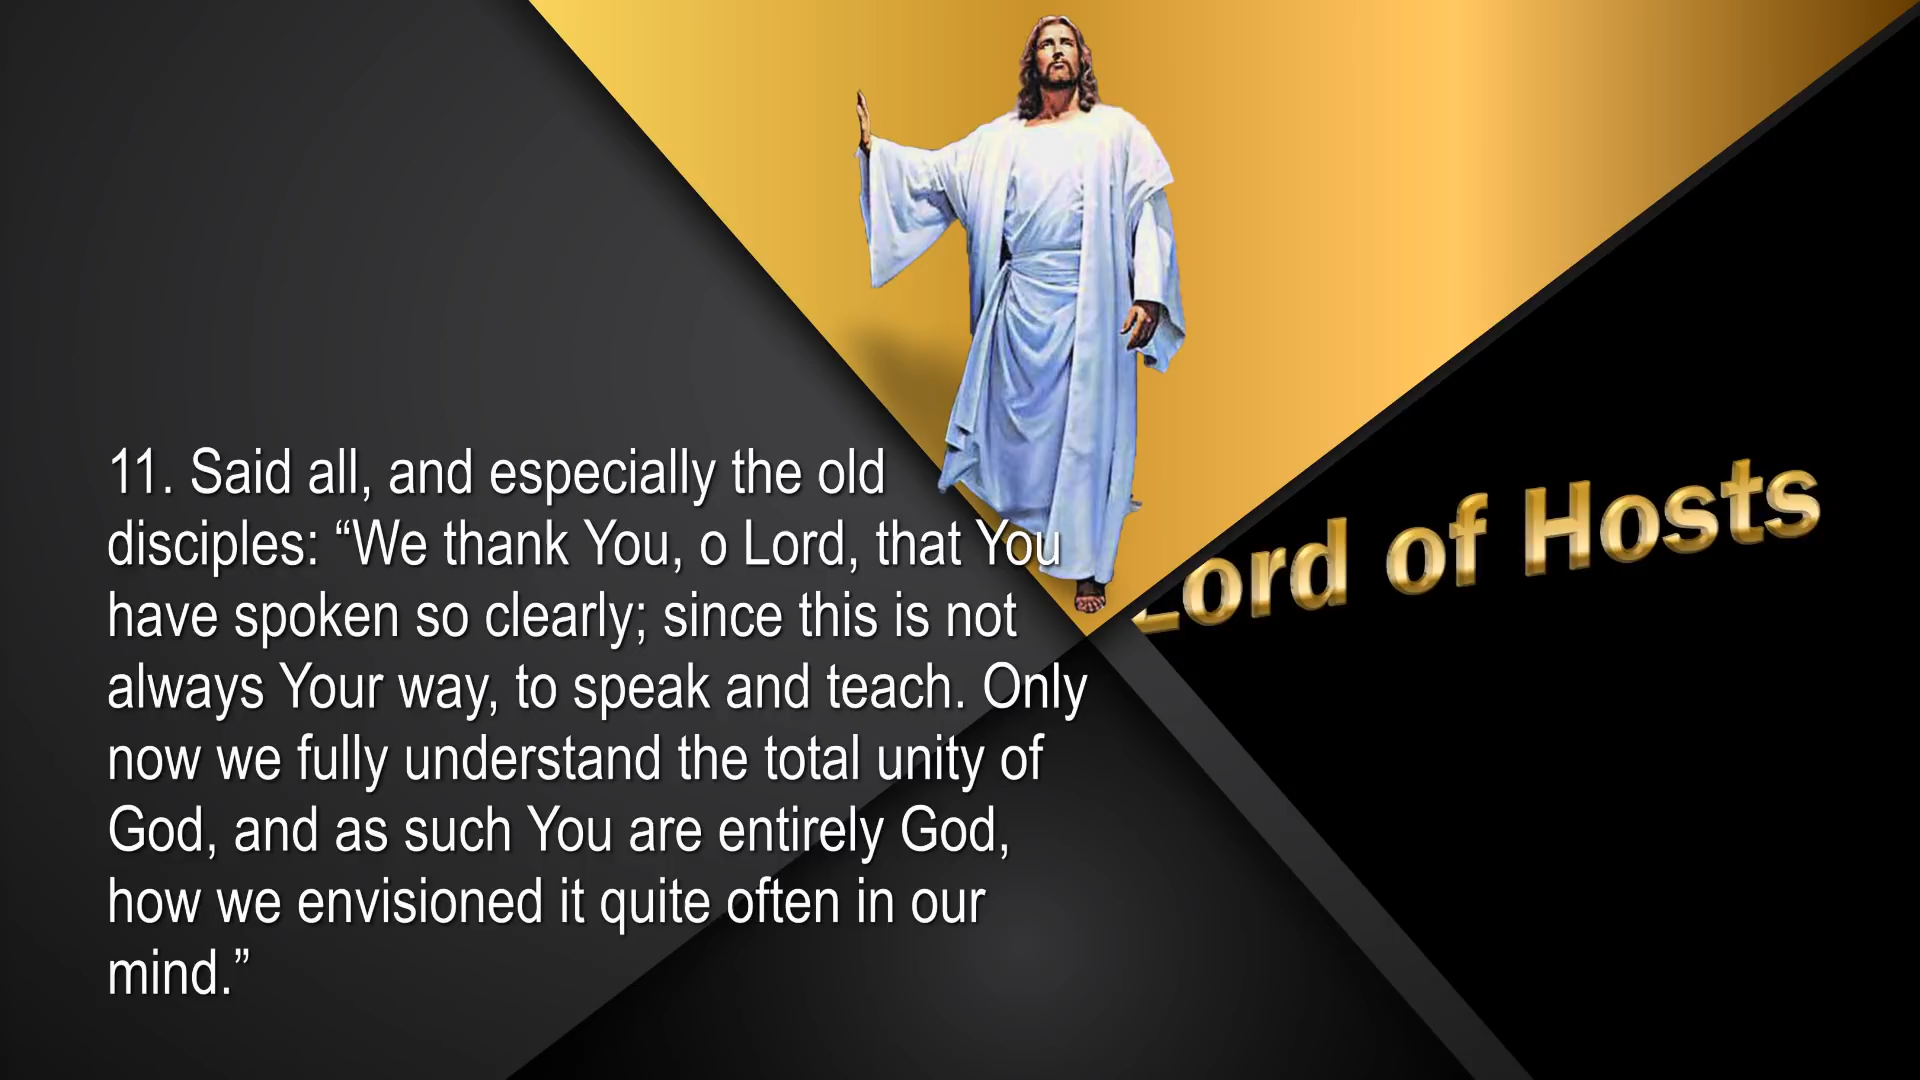 11. Said all, and especially the old
disciples: “We thank You, o Lord, that You
have spoken so clearly; since this is not
always Your way, to speak and teach. Only
now we fully understand the total unity of
God, and as such You are entirely God,
how we envisioned it quite often in our
mind.”
Lord of Hosts